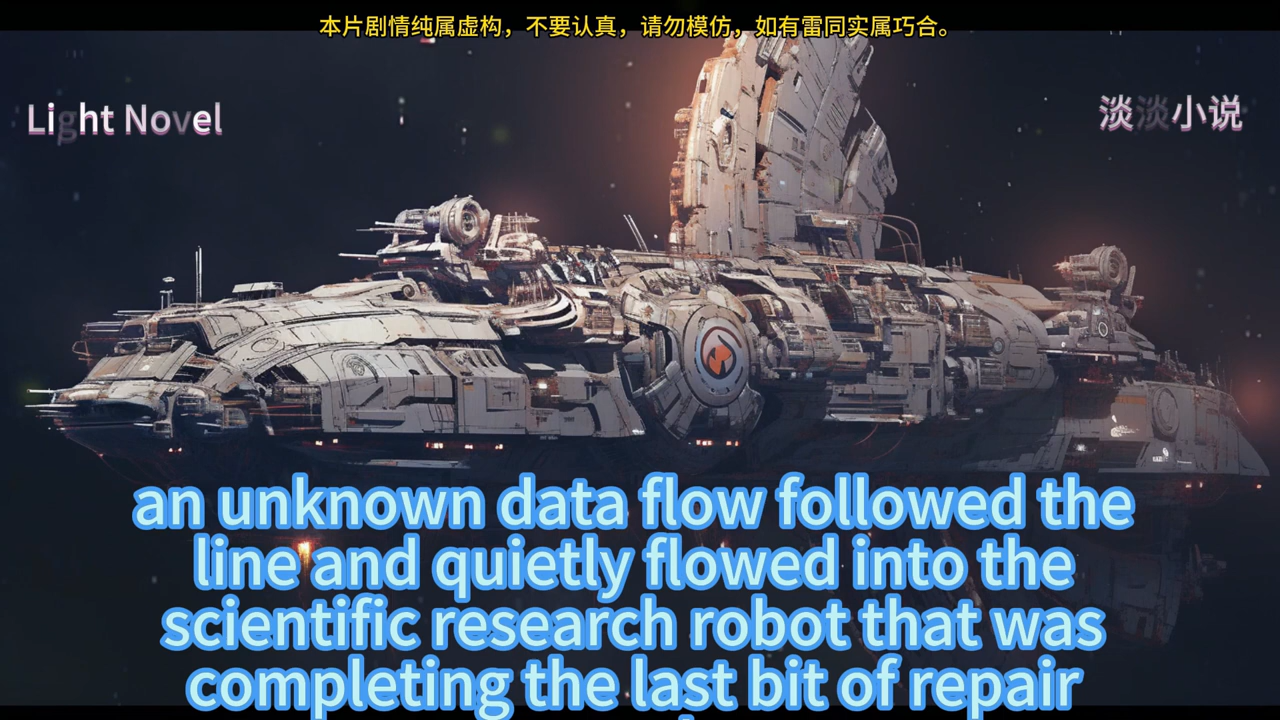 本片剧情纯属虚构，不要认真，请勿模仿，如有雷同实属巧合。
Light Novel
淡淡小说
an unknown data flow followed the
line and quietly flowed into the
scientific research robot that was
completing the last bit of repair